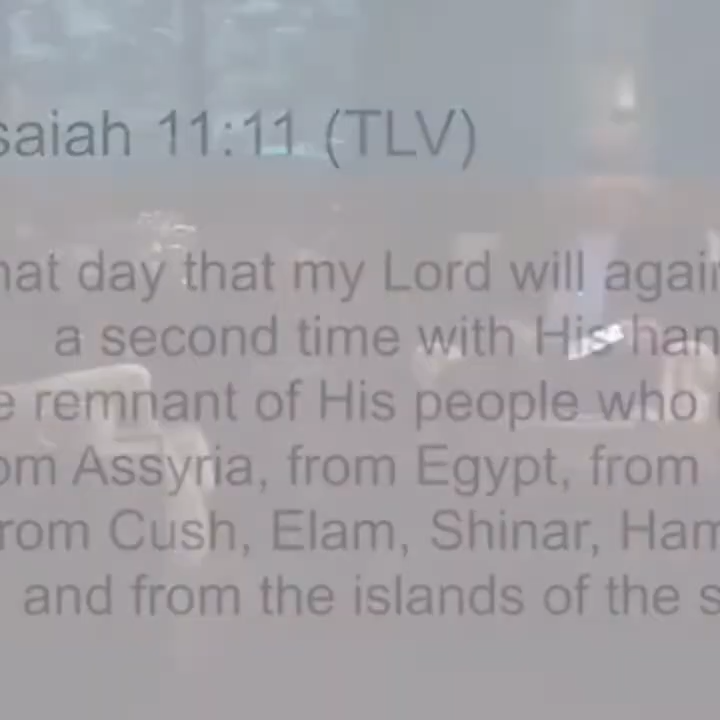 saiah 11:11 (TLV)
hat day that my Lord will again
a second time with His han
e remnant of His people who
om Assyria, from Egypt, from
rom Cush, Elam, Shinar, Ham
and from the islands of the s